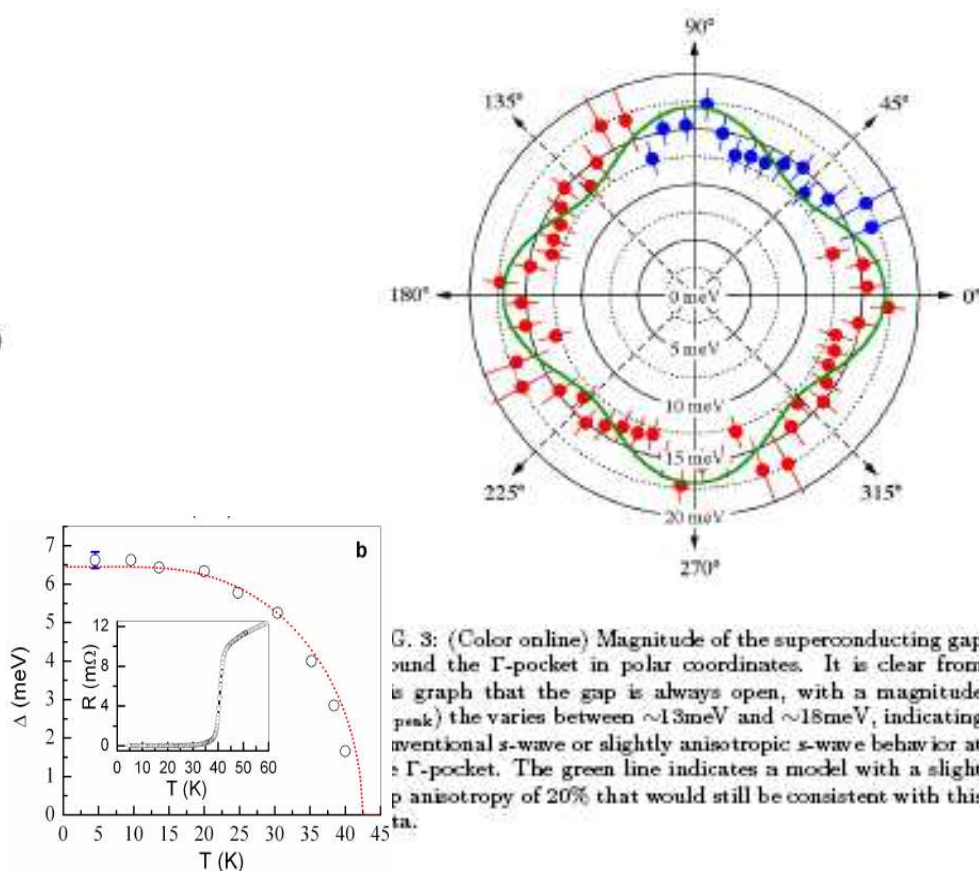 90°
135°
45°
180°
0 meV
0°
5 meV
10 meV
15 meV
225°
315°
20 meV
270°
b
7
6
5
4
3
2
1
0
Δ (meV)
12
8
4
0
R (mΩ)
0 10 20 30 40 50 60
T (K)
0 5 10 15 20 25 30 35 40 45
T (K)
G. 3: (Color online) Magnitude of the superconducting gap
ound the Γ-pocket in polar coordinates. It is clear from
is graph that the gap is always open, with a magnitude
peak) the varies between ~13meV and ~18meV, indicating
nventional s-wave or slightly anisotropic s-wave behavior at
e Γ-pocket. The green line indicates a model with a slight
p anisotropy of 20% that would still be consistent with this
ta.